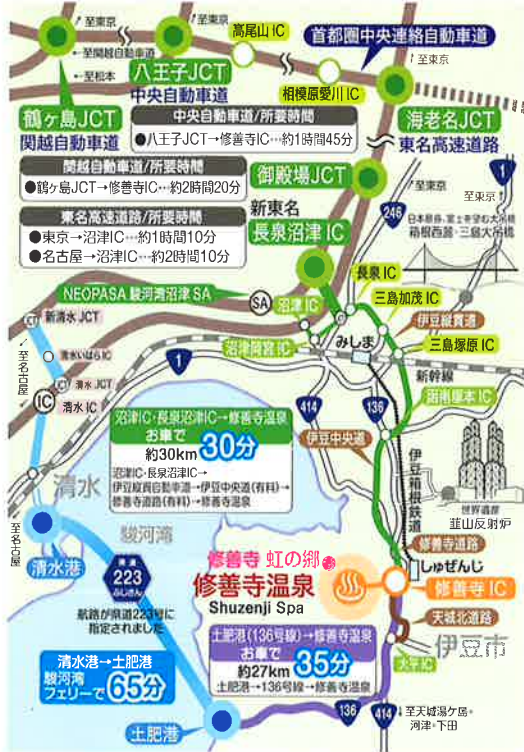 至東京
至東京
高尾山IC
首都圏中央連絡自動車道
至関越自動車道
至松本
八王子JCT
中央自動車道
相模原愛川IC
至東京
鶴ヶ島JCT
関越自動車道
中央自動車道/所要時間
●八王子JCT→修善寺IC…約1時間45分
海老名JCT
東名高速道路
関越自動車道/所要時間
●鶴ヶ島JCT→修善寺IC…約2時間20分
御殿場JCT
至東京
至東京
1
246
東名高速道路/所要時間
●東京→沼津IC…約1時間10分
●名古屋→沼津IC…約2時間10分
新東名
長泉沼津IC
日本最長、富士を望む大吊橋
箱根西麓・三島大吊橋
NEOPASA 駿河湾沼津SA
SA
沼津IC
長泉IC
三島加茂IC
伊豆縦貫道
JCT
新清水JCT
沼津岡宮IC
みしま
三島塚原IC
至名古屋
清水いはらIC
1
新幹線
JCT
清水JCT
IC
清水IC
414
136
函南塚本IC
沼津IC・長泉沼津IC→修善寺温泉
お車で
約30km 30分
沼津IC・長泉沼津IC→
伊豆縦貫自動車道→伊豆中央道(有料)→
修善寺道路(有料)→修善寺温泉
伊豆中央道
伊豆箱根鉄道
世界遺産
韮山反射炉
清水
至名古屋
清水港
駿河湾
県道
223
ふじさん
航路が県道223号に
指定されました
修善寺 虹の郷
修善寺温泉
Shuzenji Spa
修善寺道路
しゅぜんじ
修善寺IC
天城北道路
伊豆市
大平IC
清水港→土肥港
駿河湾
フェリーで 65分
土肥港(136号線)→修善寺温泉
お車で
約27km 35分
土肥港→136号線→修善寺温泉
土肥港
136
414
至天城湯ケ島・
河津・下田